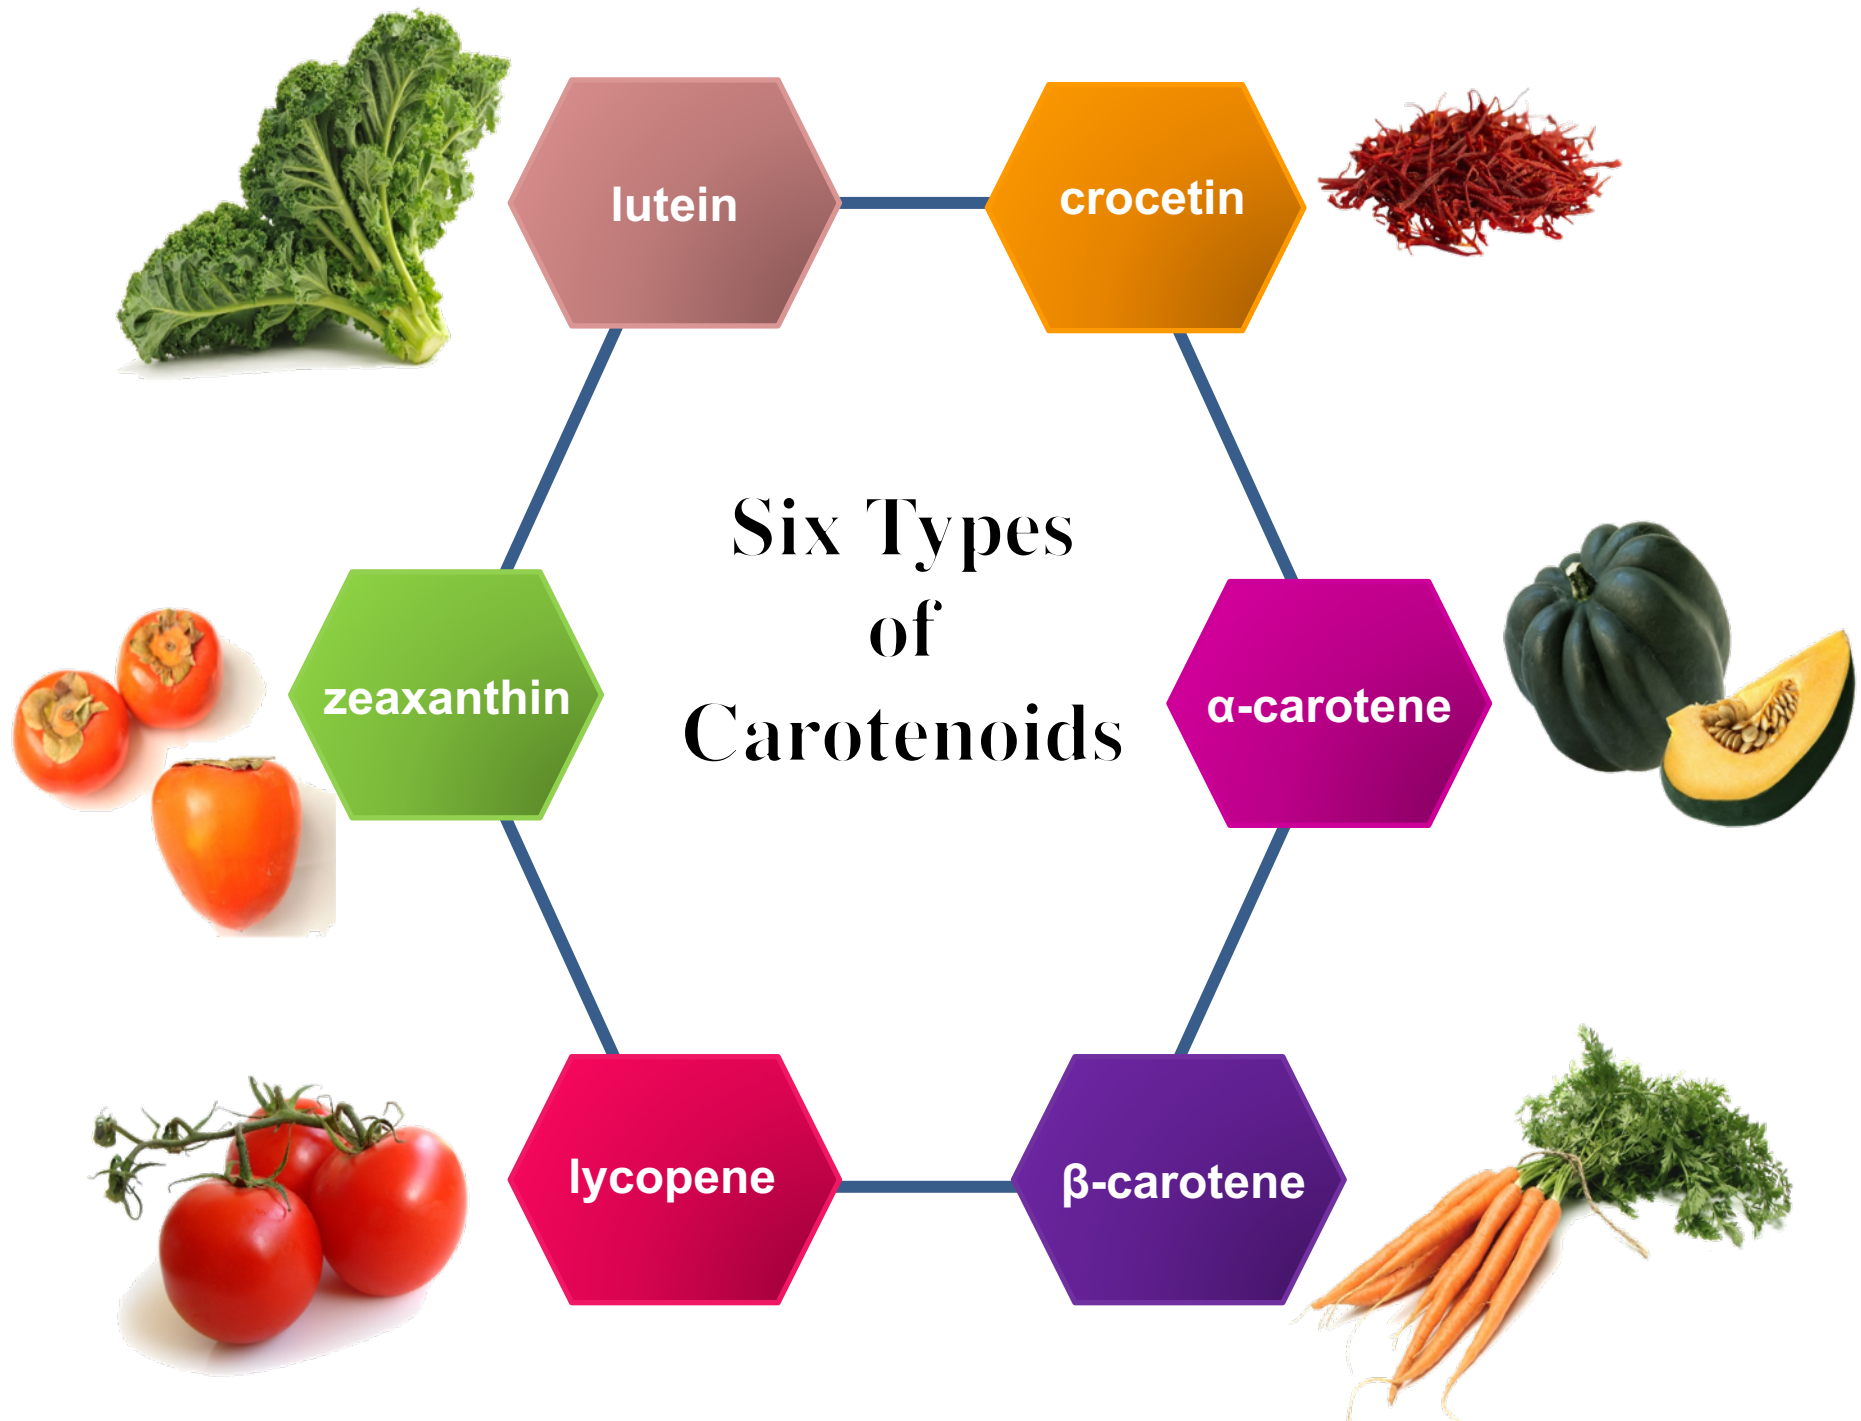 lutein
crocetin
Six Types
of
Carotenoids
zeaxanthin
α-carotene
lycopene
β-carotene